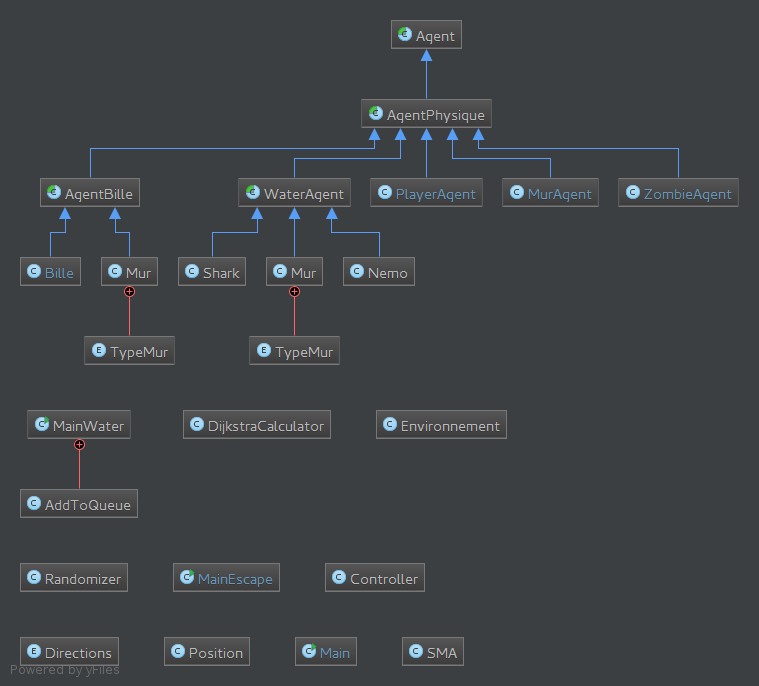 Agent
AgentPhysique
AgentBille
WaterAgent
PlayerAgent
MurAgent
ZombieAgent
Bille
Mur
Shark
Mur
Nemo
TypeMur
TypeMur
MainWater
DijkstraCalculator
Environnement
AddToQueue
Randomizer
MainEscape
Controller
Directions
Position
Main
SMA
Powered by yFiles